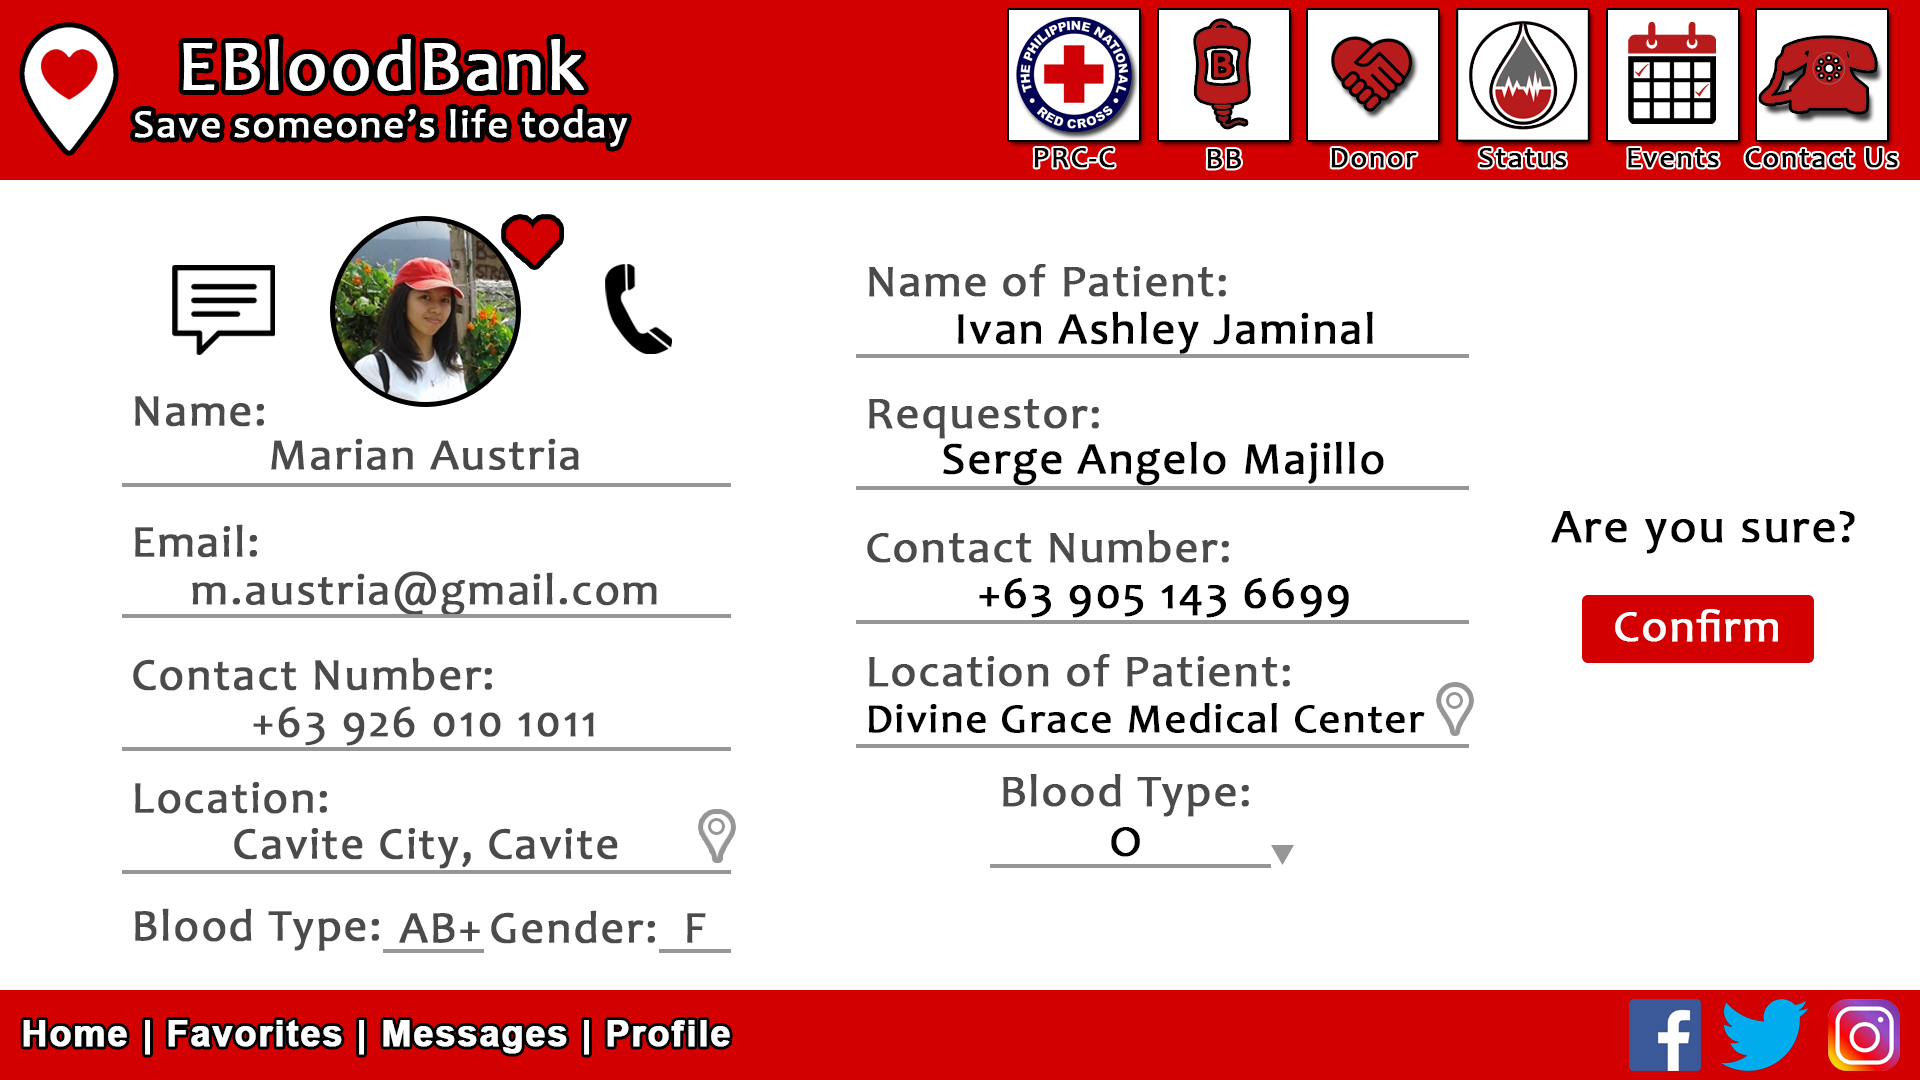 EBloodBank
Save someone's life today
THE PHILIPPINE NATIONAL
RED CROSS
B
PRC-C
BB
Donor
Status
Events
Contact Us
Name:
Marian Austria
Email:
m.austria@gmail.com
Contact Number:
+63 926 010 1011
Location:
Cavite City, Cavite
Blood Type: AB+ Gender: F
Name of Patient:
Ivan Ashley Jaminal
Requestor:
Serge Angelo Majillo
Contact Number:
+63 905 143 6699
Location of Patient:
Divine Grace Medical Center
Blood Type:
O
Are you sure?
Confirm
Home | Favorites | Messages | Profile